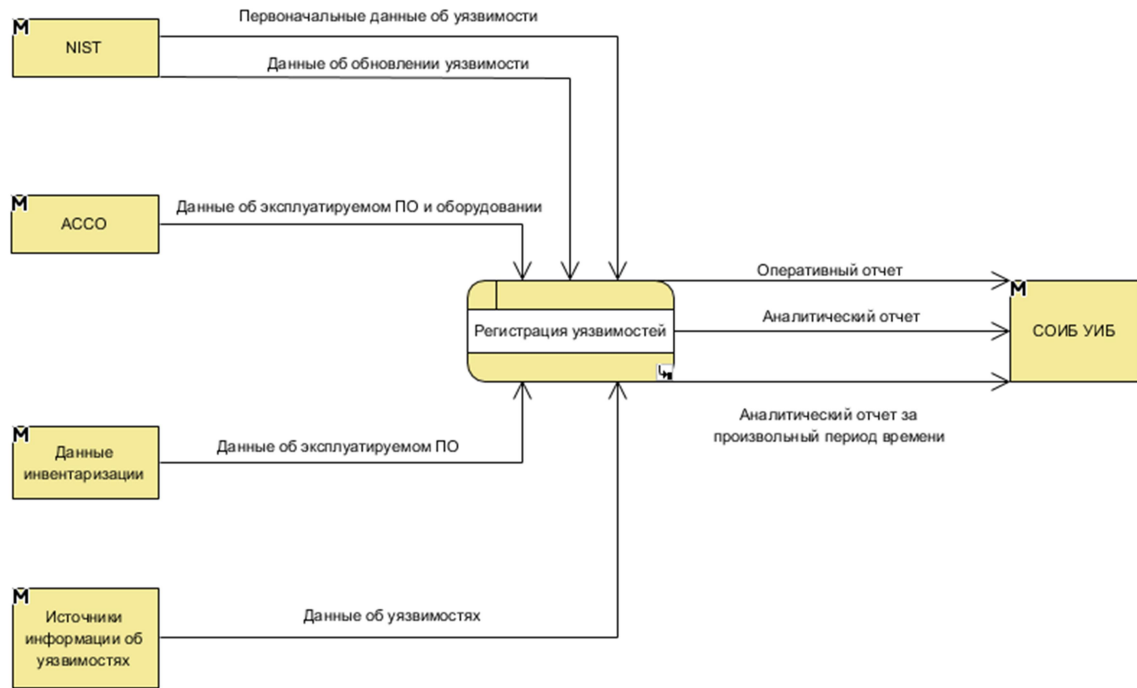 Первоначальные данные об уязвимости
M
NIST
Данные об обновлении уязвимости
M
АССО
Данные об эксплуатируемом ПО и оборудовании
Оперативный отчет
M
Регистрация уязвимостей
Аналитический отчет
СОИБ УИБ
Аналитический отчет за
произвольный период времени
M
Данные
инвентаризации
Данные об эксплуатируемом ПО
M
Источники
информации об
уязвимостях
Данные об уязвимостях